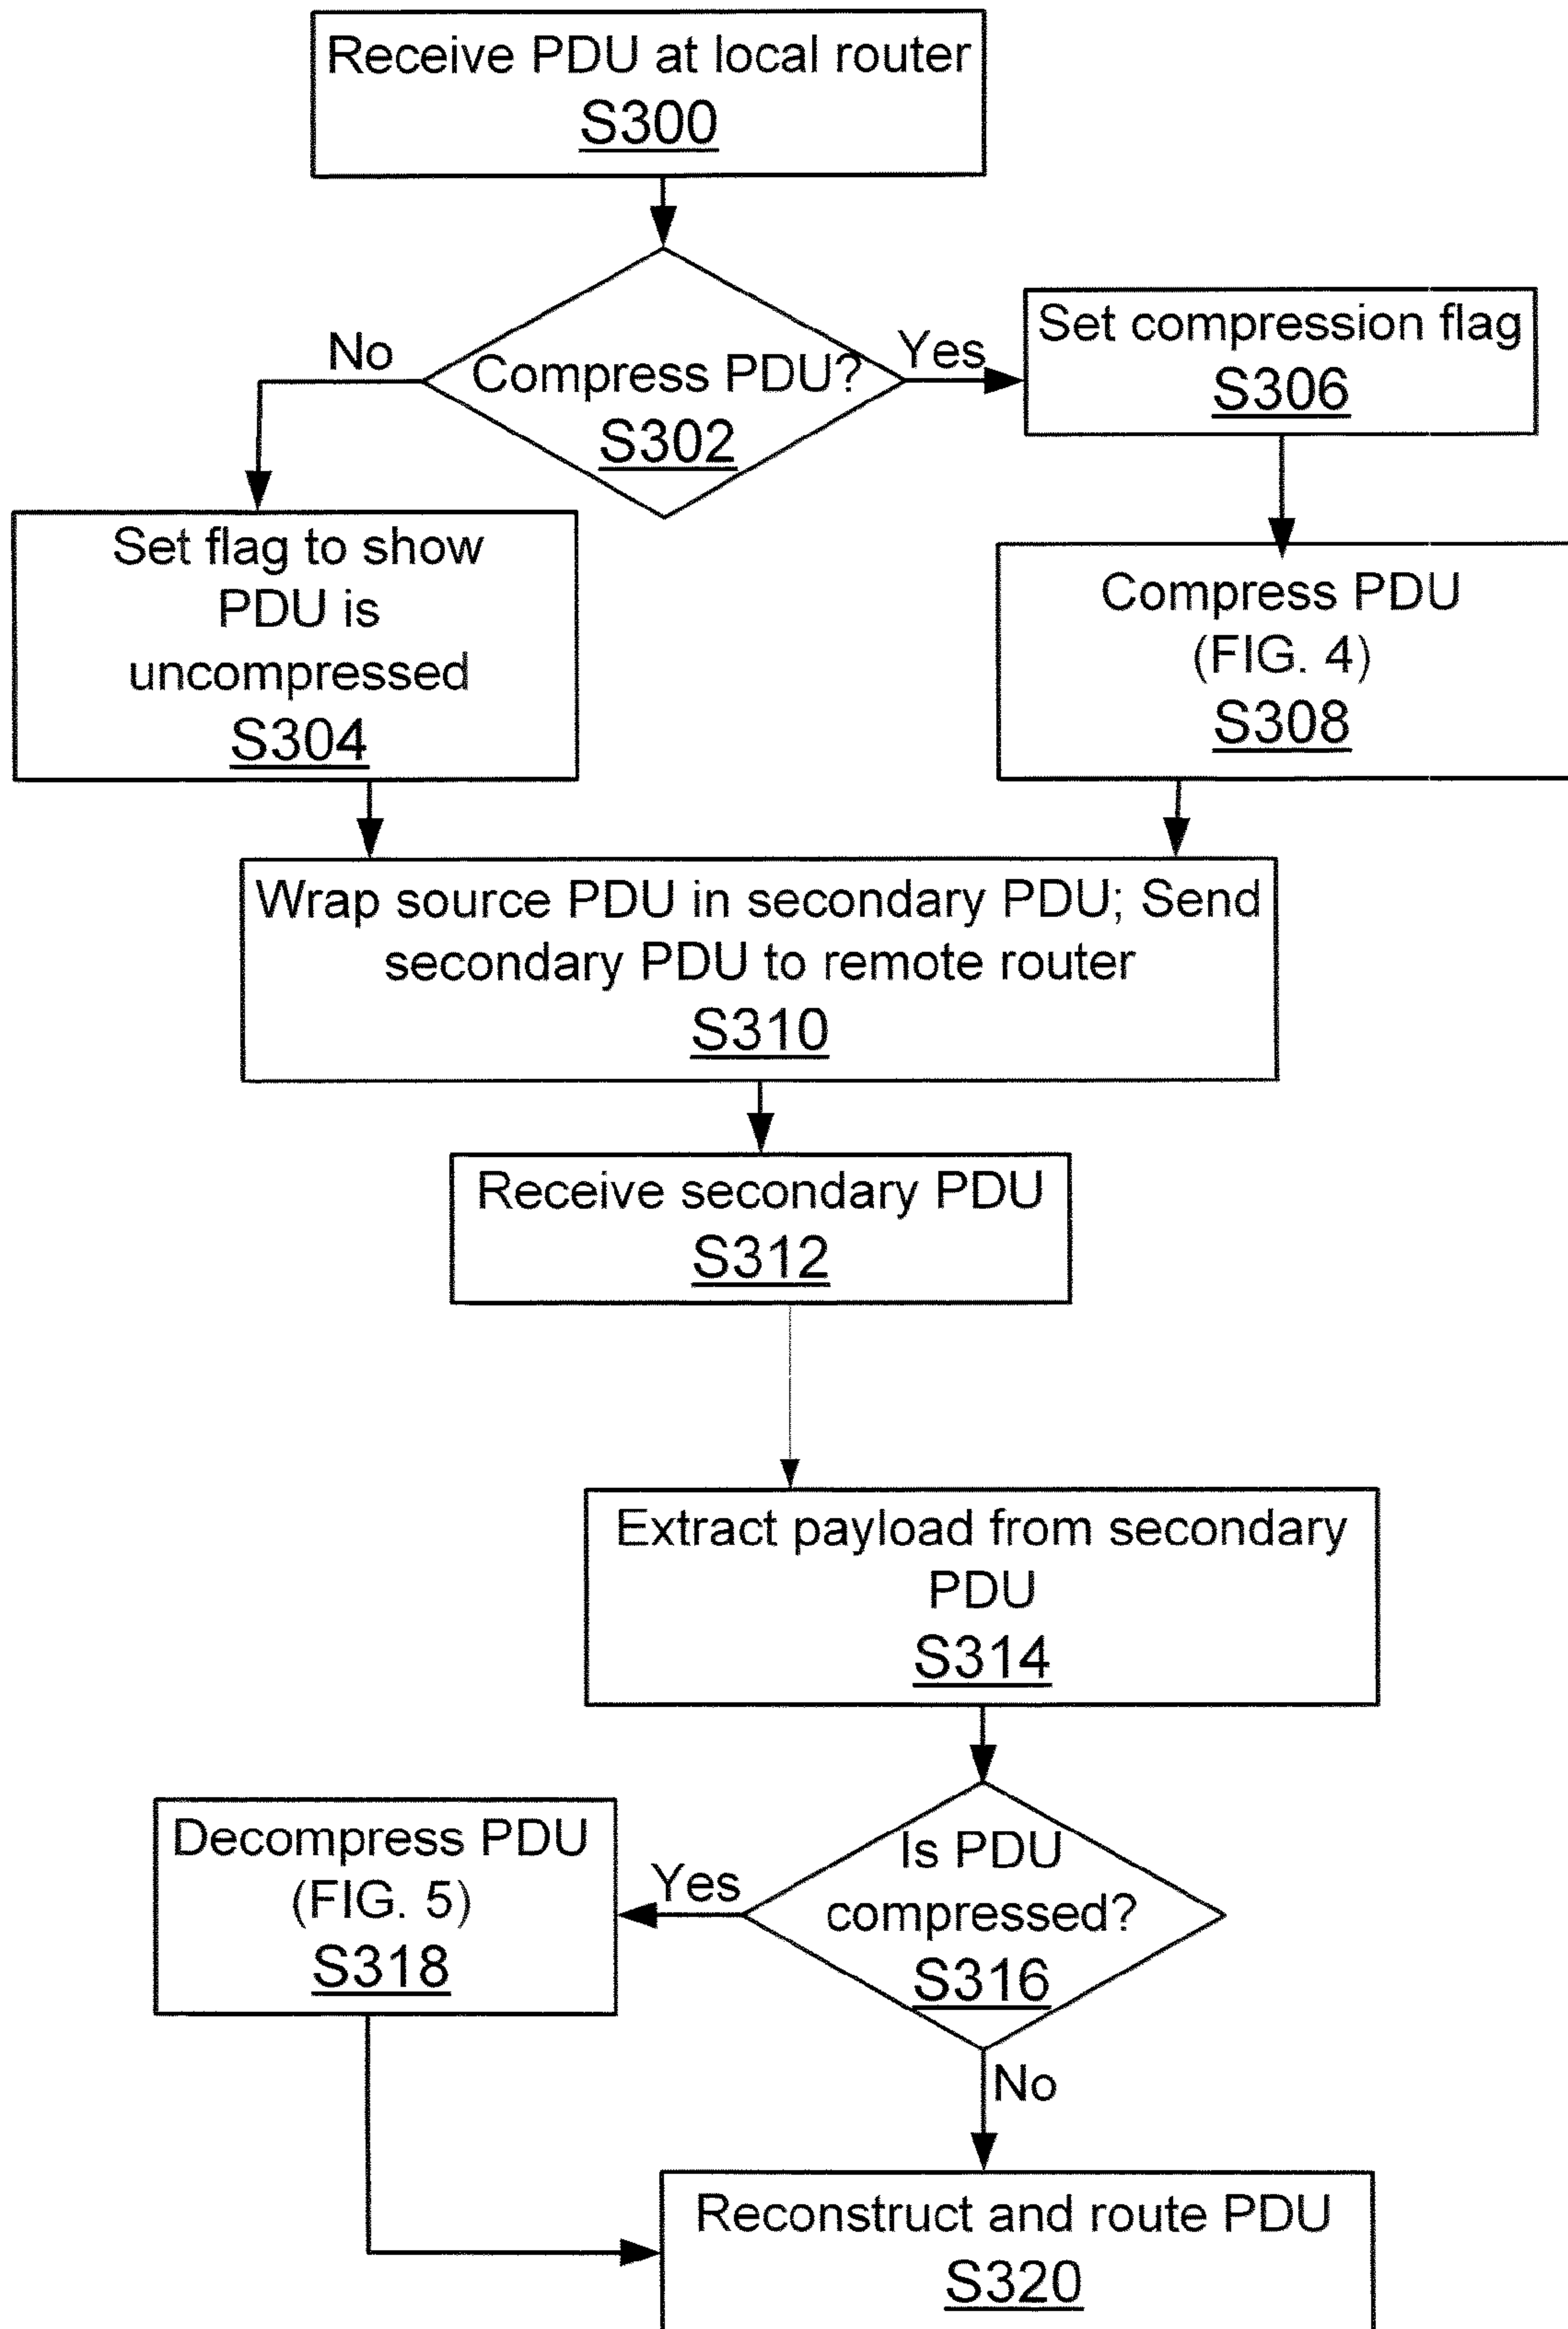 Receive PDU at local router
S300
Compress PDU?
S302
No
Yes
Set compression flag
S306
Set flag to show
PDU is
uncompressed
S304
Compress PDU
(FIG. 4)
S308
Wrap source PDU in secondary PDU; Send
secondary PDU to remote router
S310
Receive secondary PDU
S312
Extract payload from secondary
PDU
S314
Is PDU
compressed?
S316
Yes
Decompress PDU
(FIG. 5)
S318
No
Reconstruct and route PDU
S320